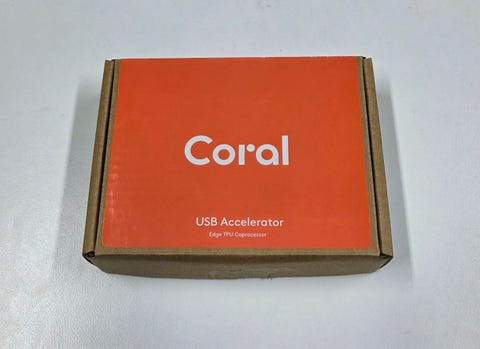 Coral
USB Accelerator
Edge TPU Coprocessor